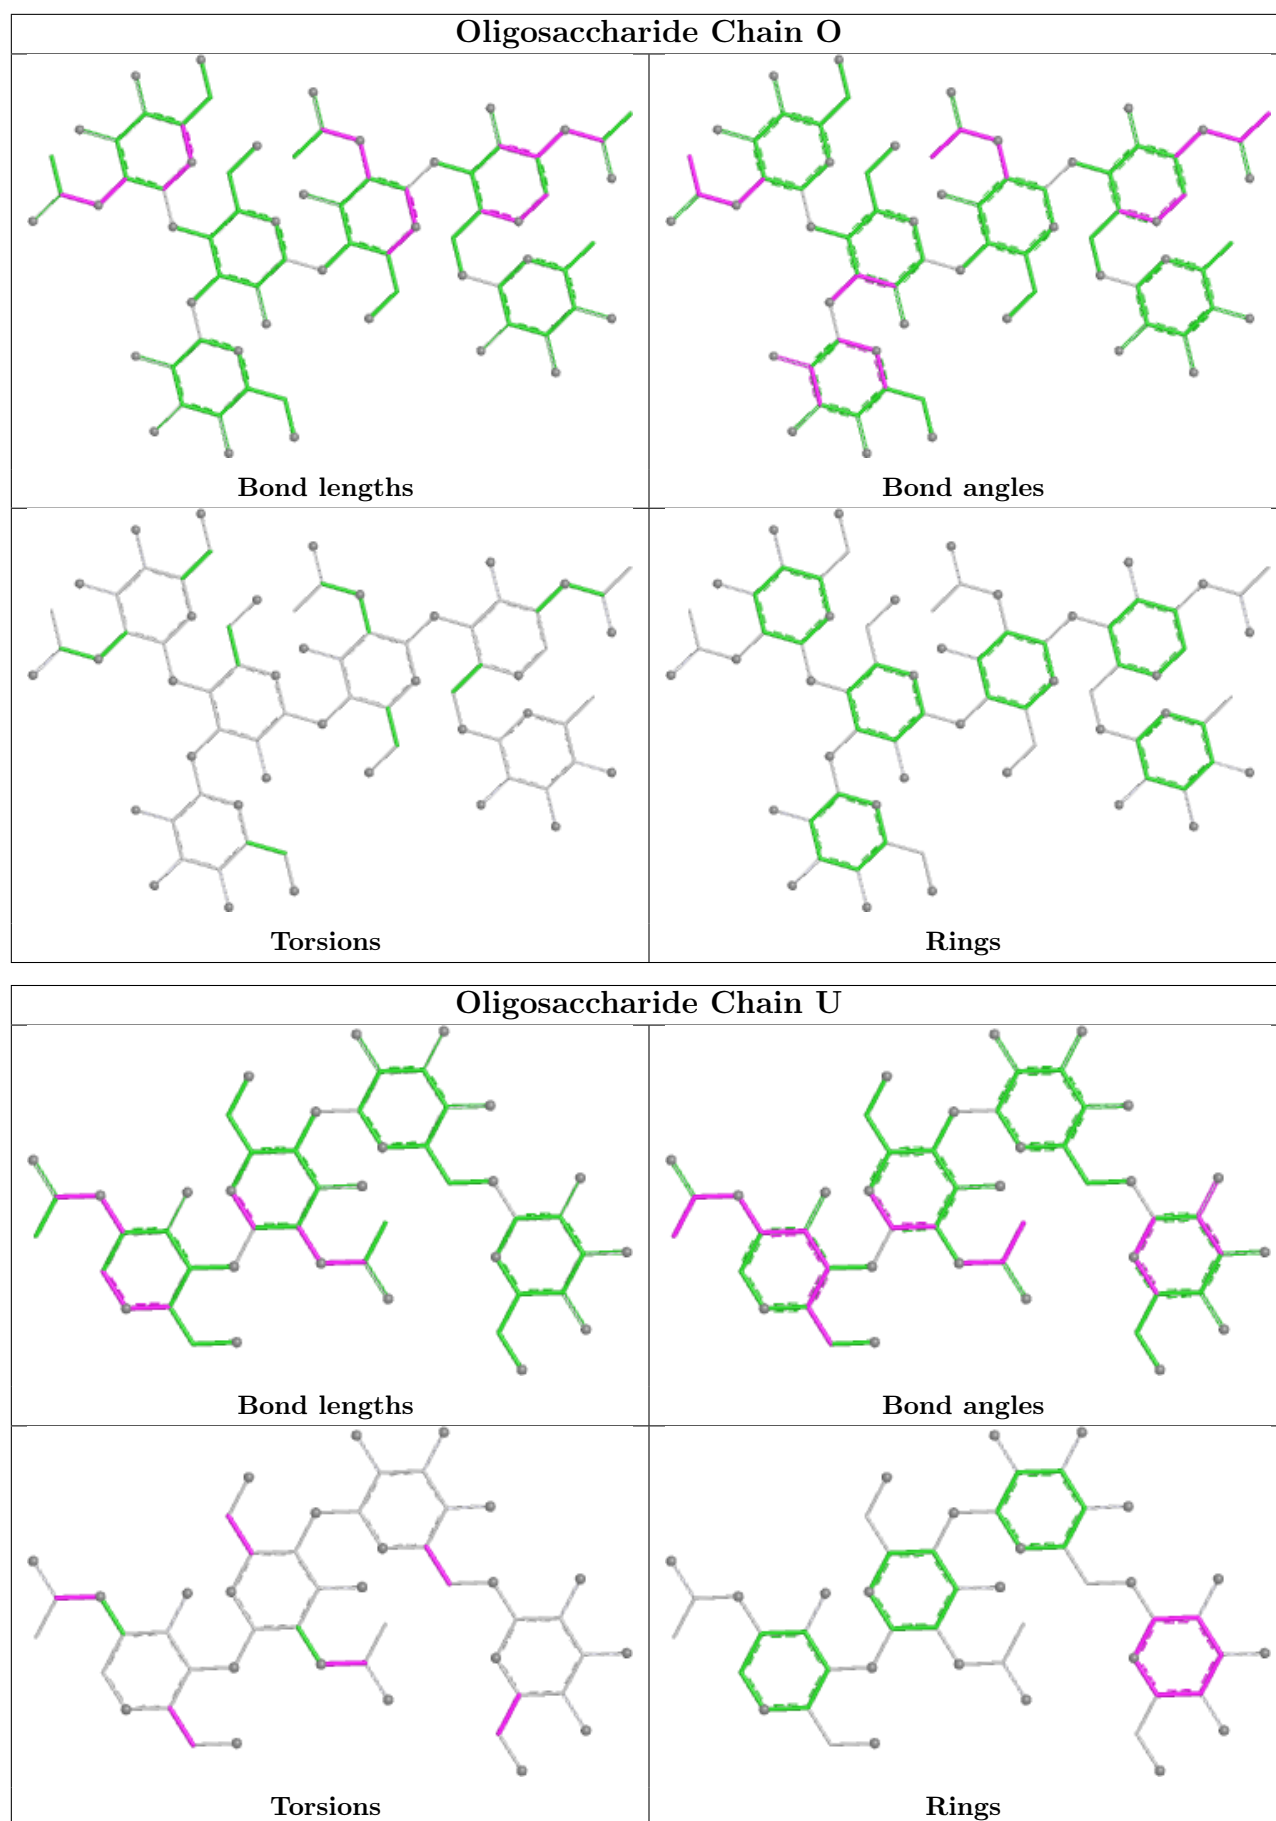 Oligosaccharide Chain O
Bond lengths
Bond angles
Torsions
Rings
Oligosaccharide Chain U
Bond lengths
Bond angles
Torsions
Rings